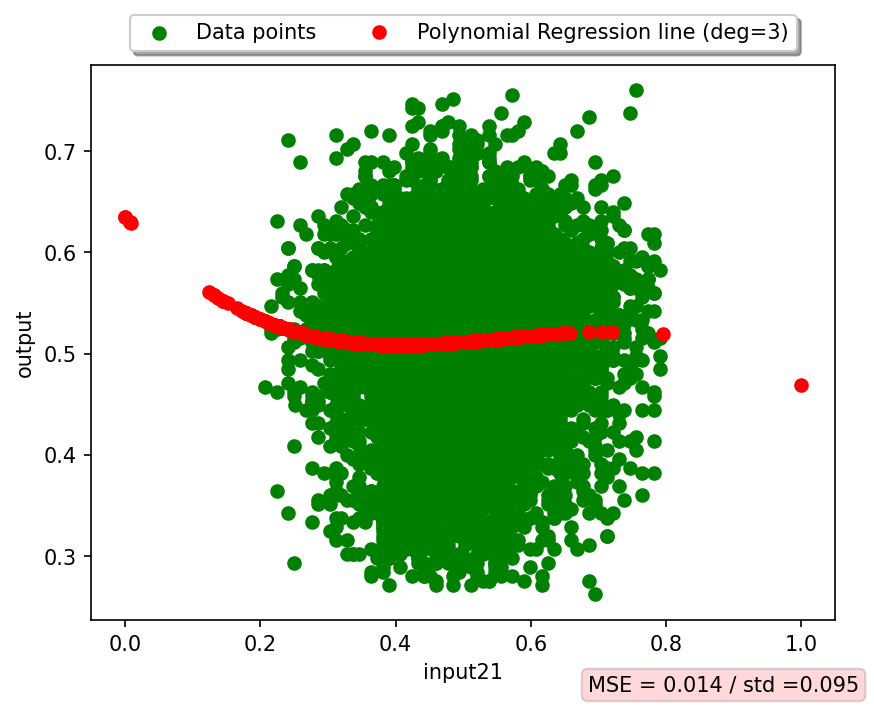 Data points
Polynomial Regression line (deg=3)
output
0.7
0.6
0.5
0.4
0.3
0.0 0.2 0.4 0.6 0.8 1.0
input21
MSE = 0.014 / std =0.095